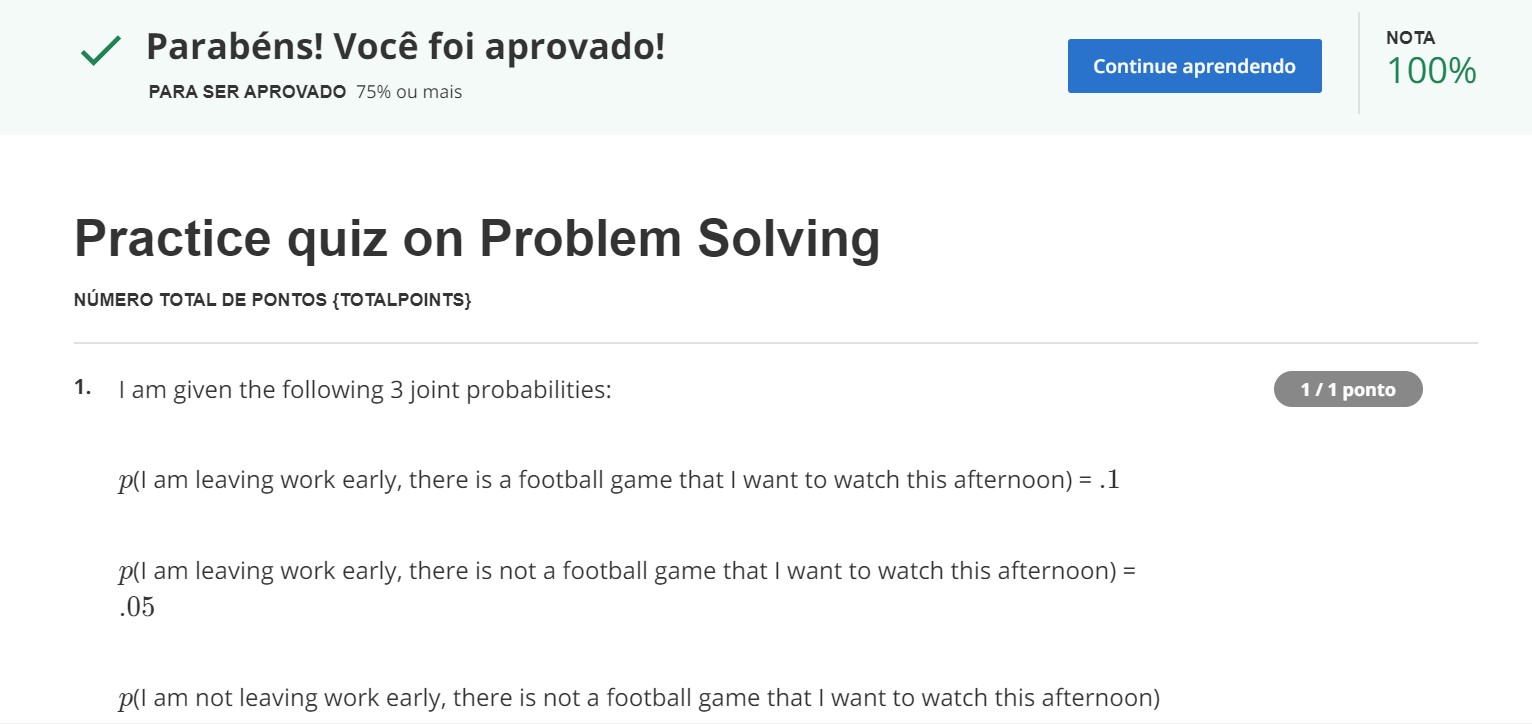 Parabéns! Você foi aprovado!
PARA SER APROVADO 75% ou mais
Continue aprendendo
NOTA
100%
Practice quiz on Problem Solving
NÚMERO TOTAL DE PONTOS {TOTALPOINTS}
1. I am given the following 3 joint probabilities:
1 / 1 ponto
p(I am leaving work early, there is a football game that I want to watch this afternoon) = .1
p(I am leaving work early, there is not a football game that I want to watch this afternoon) =
.05
p(I am not leaving work early, there is not a football game that I want to watch this afternoon)